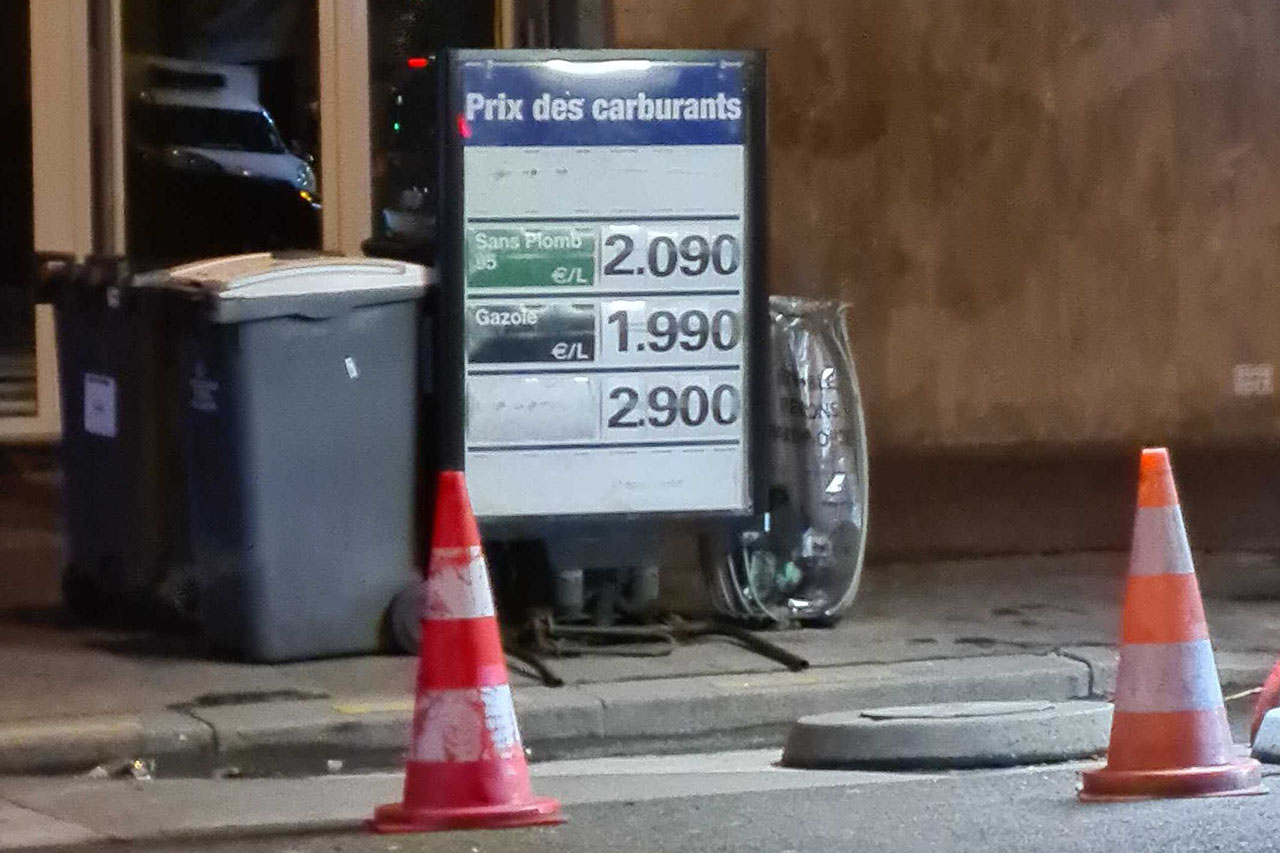 Prix des carburants
Sans Plomb
95
€/L
2.090
Gazole
€/L
1.990
2.900